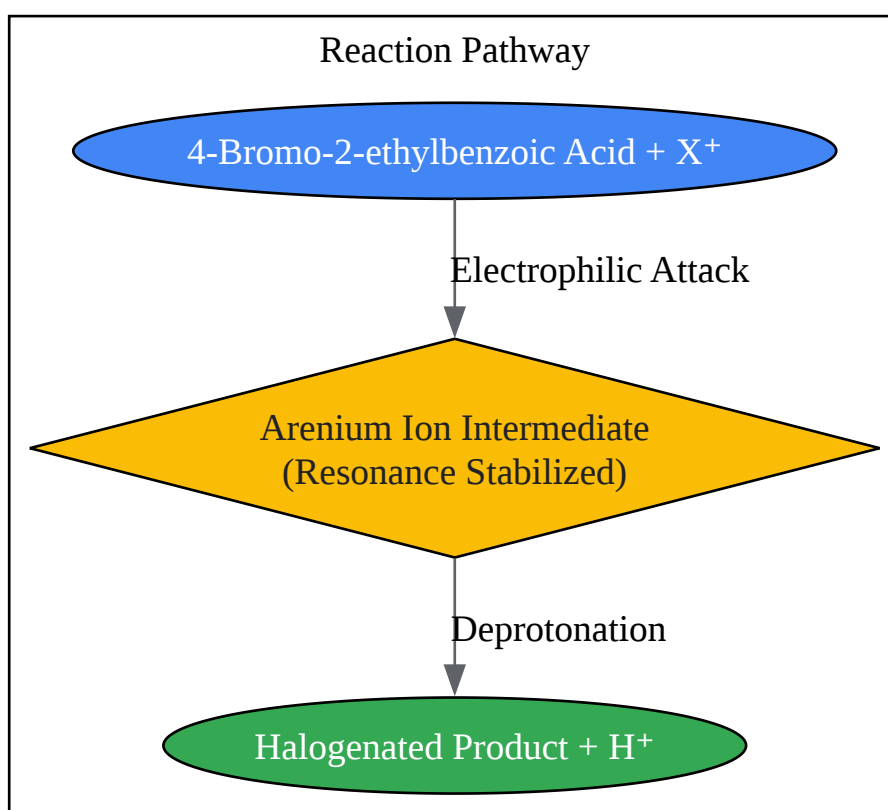 Reaction Pathway
4-Bromo-2-ethylbenzoic Acid + X⁺
Electrophilic Attack
Arenium Ion Intermediate
(Resonance Stabilized)
Deprotonation
Halogenated Product + H⁺